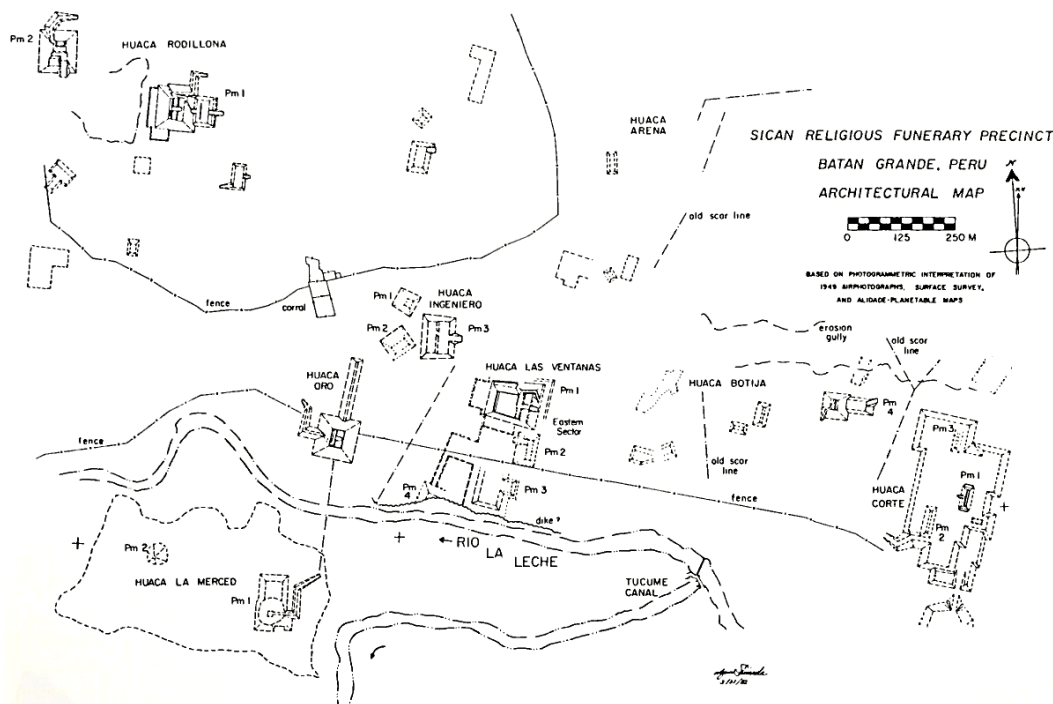 Pm 2
HUACA RODILLONA
Pm 1
HUACA
ARENA
SICAN RELIGIOUS FUNERARY PRECINCT
BATAN GRANDE, PERU
ARCHITECTURAL MAP
N
0 125 250 M
BASED ON PHOTOGRAMMETRIC INTERPRETATION OF
1949 AIRPHOTOGRAPHS, SURFACE SURVEY,
AND ALIDADE-PLANETABLE MAPS
old scar line
fence
corral
HUACA
INGENIERO
Pm 1
Pm 2
Pm 3
erosion
gully
old scar
line
HUACA
ORO
HUACA LAS VENTANAS
Pm 1
Eastern
Sector
Pm 2
Pm 3
Pm 4
HUACA BOTIJA
old scar
line
Pm 4
Pm 3
Pm 1
HUACA
CORTE
Pm 2
fence
fence
dike?
← RIO LA LECHE
TUCUME
CANAL
Pm 2
HUACA LA MERCED
Pm 1